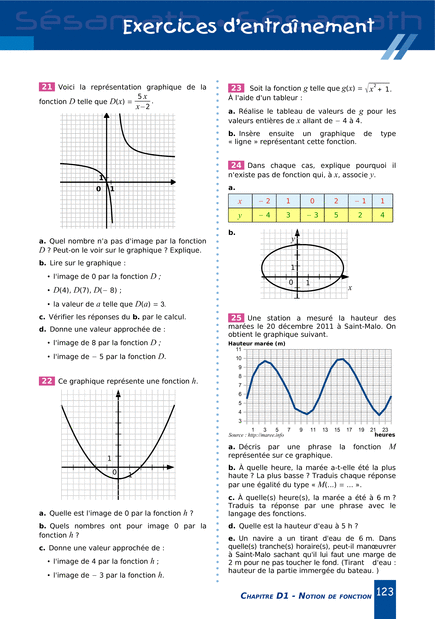 Sésamath Sésamath
Exercices d'entraînement
21 Voici la représentation graphique de la
fonction D telle que D(x) = 5x / x−2 .
1
0 1
a. Quel nombre n'a pas d'image par la fonction
D ? Peut-on le voir sur le graphique ? Explique.
b. Lire sur le graphique :
• l'image de 0 par la fonction D ;
• D(4), D(7), D(− 8) ;
• la valeur de a telle que D(a) = 3.
c. Vérifier les réponses du b. par le calcul.
d. Donne une valeur approchée de :
• l'image de 8 par la fonction D ;
• l'image de − 5 par la fonction D.
22 Ce graphique représente une fonction h.
1
0 1
a. Quelle est l'image de 0 par la fonction h ?
b. Quels nombres ont pour image 0 par la
fonction h ?
c. Donne une valeur approchée de :
• l'image de 4 par la fonction h ;
• l'image de − 3 par la fonction h.
23 Soit la fonction g telle que g(x) = √x² + 1.
À l'aide d'un tableur :
a. Réalise le tableau de valeurs de g pour les
valeurs entières de x allant de − 4 à 4.
b. Insère ensuite un graphique de type
« ligne » représentant cette fonction.
24 Dans chaque cas, explique pourquoi il
n'existe pas de fonction qui, à x, associe y.
a.
x − 2 1 0 2 − 1 1
y − 4 3 − 3 5 2 4
b.
y
1
0 1
x
25 Une station a mesuré la hauteur des
marées le 20 décembre 2011 à Saint-Malo. On
obtient le graphique suivant.
Hauteur marée (m)
11
10
9
8
7
6
5
4
3
1 3 5 7 9 11 13 15 17 19 21 23
Source : http://maree.info heures
a. Décris par une phrase la fonction M
représentée sur ce graphique.
b. À quelle heure, la marée a-t-elle été la plus
haute ? La plus basse ? Traduis chaque réponse
par une égalité du type « M(...) = ... ».
c. À quelle(s) heure(s), la marée a été à 6 m ?
Traduis ta réponse par une phrase avec le
langage des fonctions.
d. Quelle est la hauteur d'eau à 5 h ?
e. Un navire a un tirant d'eau de 6 m. Dans
quelle(s) tranche(s) horaire(s), peut-il manœuvrer
à Saint-Malo sachant qu'il lui faut une marge de
2 m pour ne pas toucher le fond. (Tirant d'eau :
hauteur de la partie immergée du bateau. )
CHAPITRE D1 - NOTION DE FONCTION 123